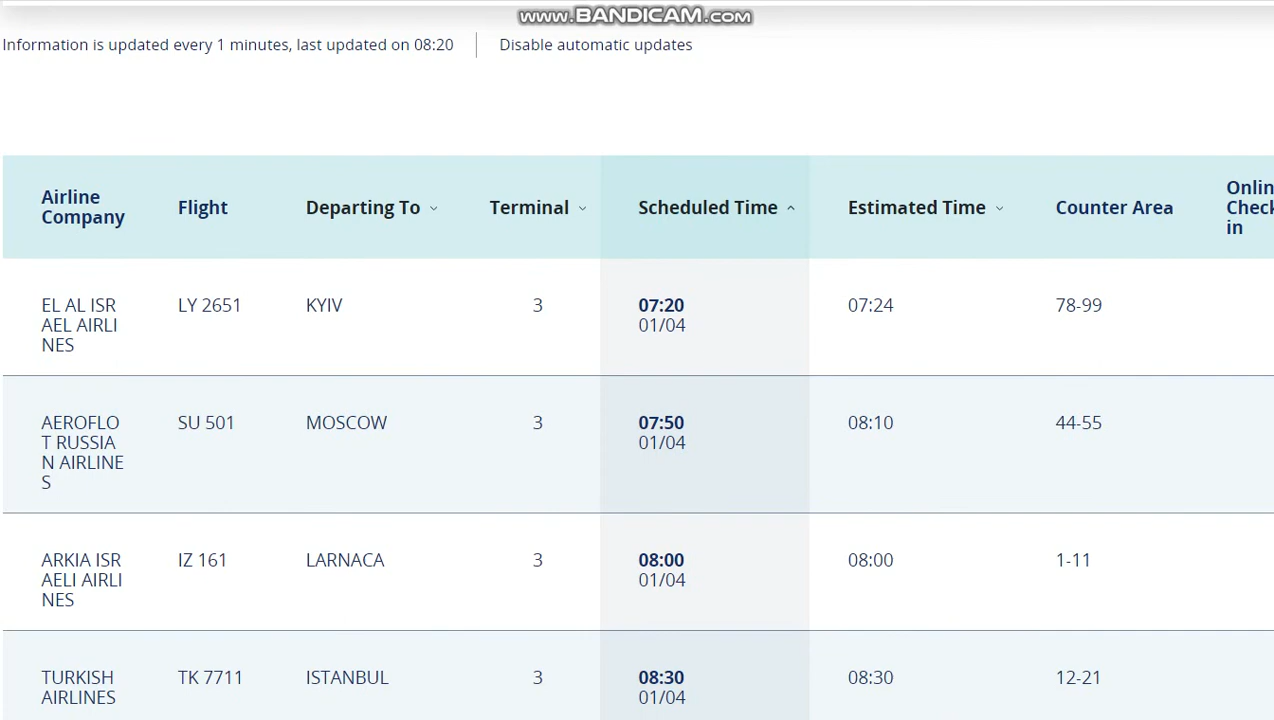 www.BANDICAM.com
Information is updated every 1 minutes, last updated on 08:20 Disable automatic updates
Airline Company Flight Departing To Terminal Scheduled Time Estimated Time Counter Area Onlin Check in
EL AL ISR LY 2651 KYIV 3 07:20 07:24 78-99
AEL AIRLI 01/04
NES
AEROFLO SU 501 MOSCOW 3 07:50 08:10 44-55
T RUSSIA 01/04
N AIRLINE
S
ARKIA ISR IZ 161 LARNACA 3 08:00 08:00 1-11
AELI AIRLI 01/04
NES
TURKISH TK 7711 ISTANBUL 3 08:30 08:30 12-21
AIRLINES 01/04